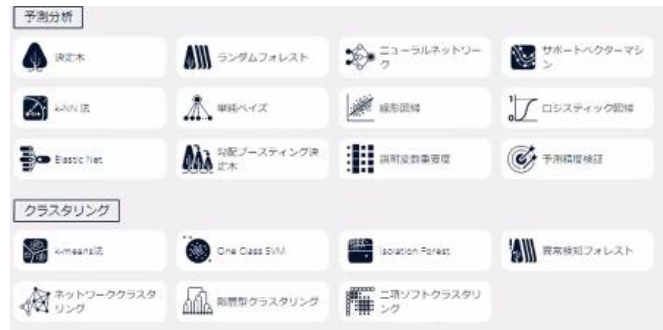 予測分析
決定木
ランダムフォレスト
ニューラルネットワー
ク
サポートベクターマシ
ン
k-NN 法
単純ベイズ
線形回帰
ロジスティック回帰
Elastic Net
勾配ブースティング決
定木
説明変数重要度
予測精度検証
クラスタリング
k-means法
One Class SVM
Isolation Forest
異常検知フォレスト
ネットワーククラスタ
リング
階層型クラスタリング
二項ソフトクラスタリ
ング